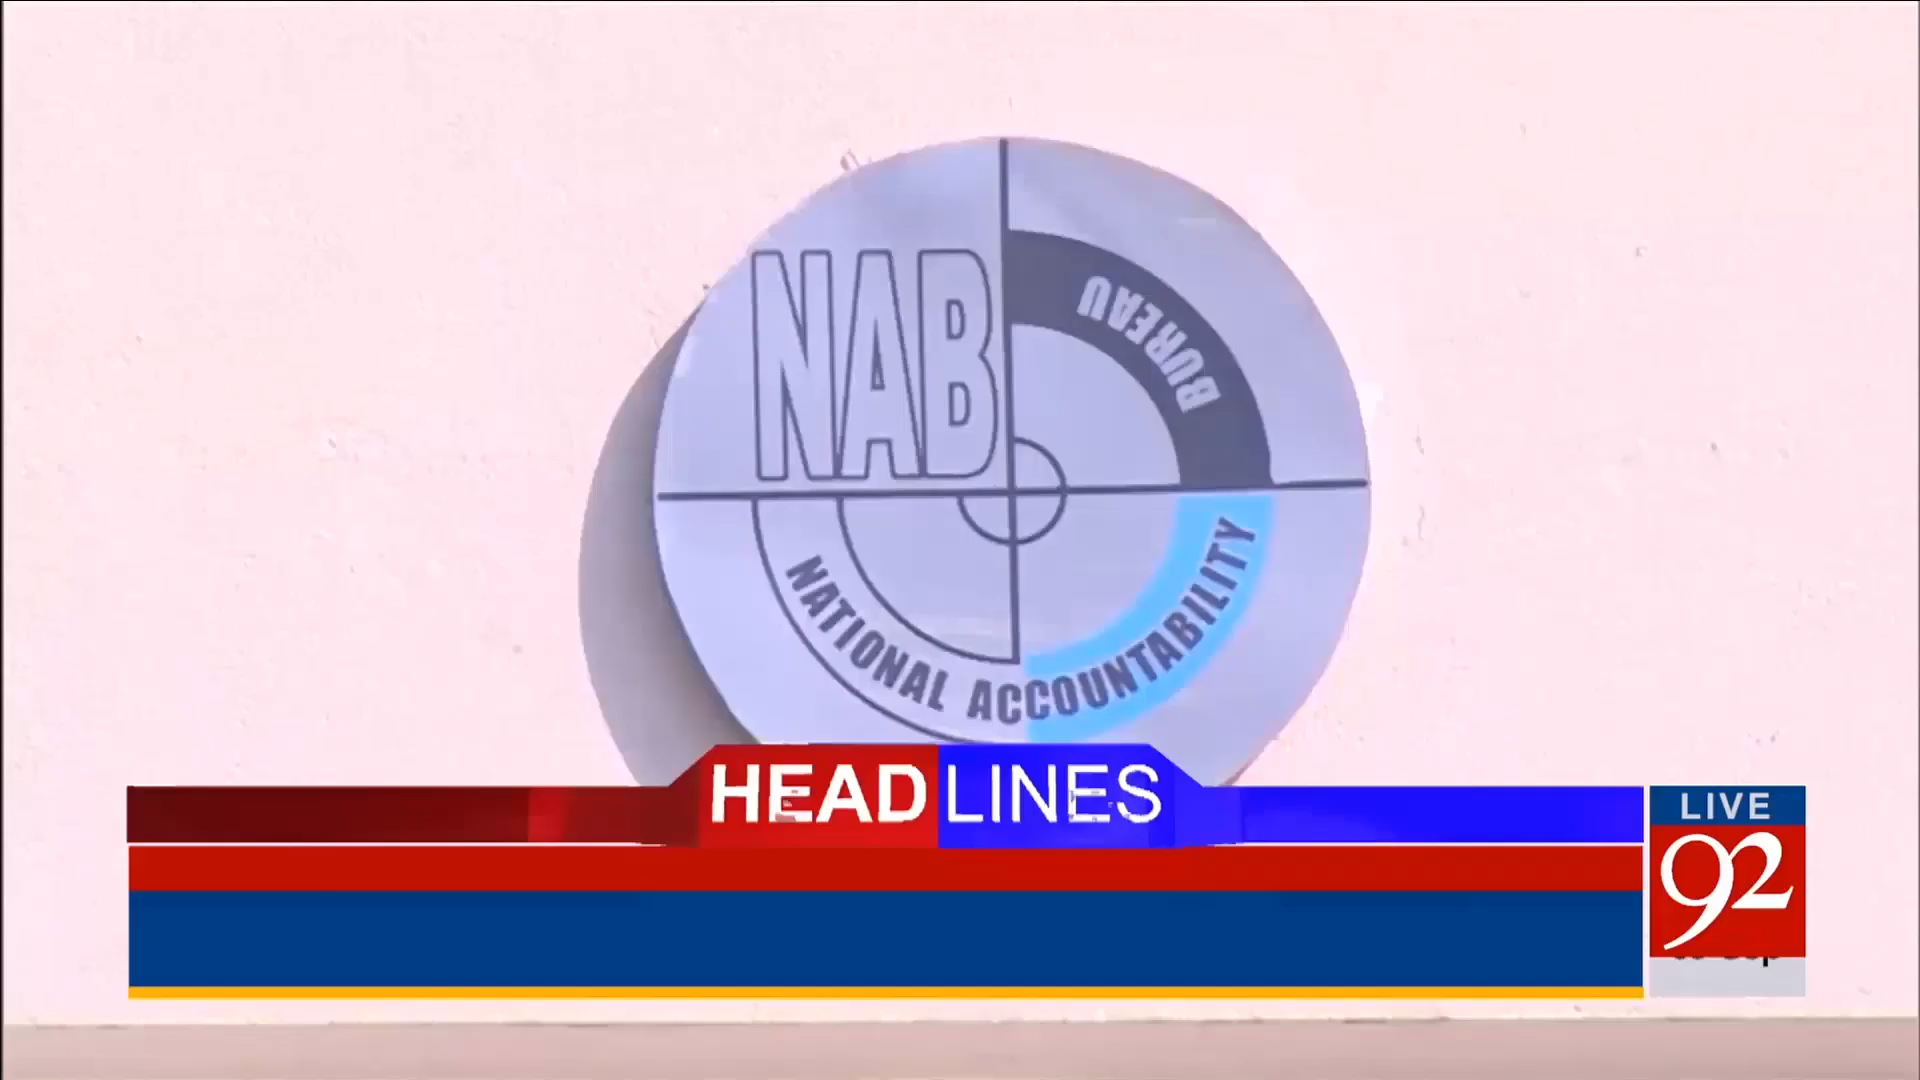 NAB
BUREAU
NATIONAL ACCOUNTABILITY
HEADLINES
LIVE
92